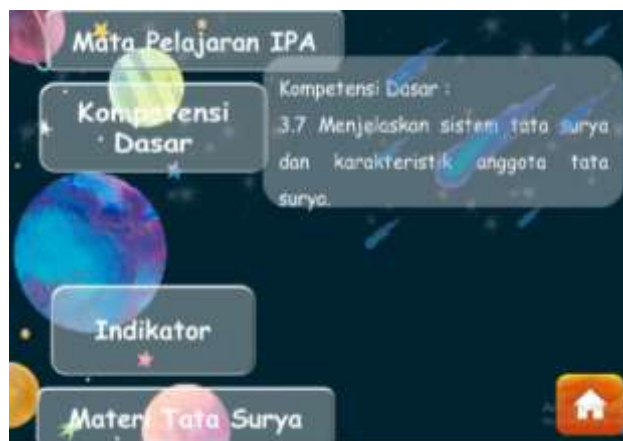 Mata Pelajaran IPA
Kompetensi
Dasar
Kompetensi Dasar :
3.7 Menjelaskan sistem tata surya
dan karakteristik anggota tata
surya.
Indikator
Materi Tata Surya